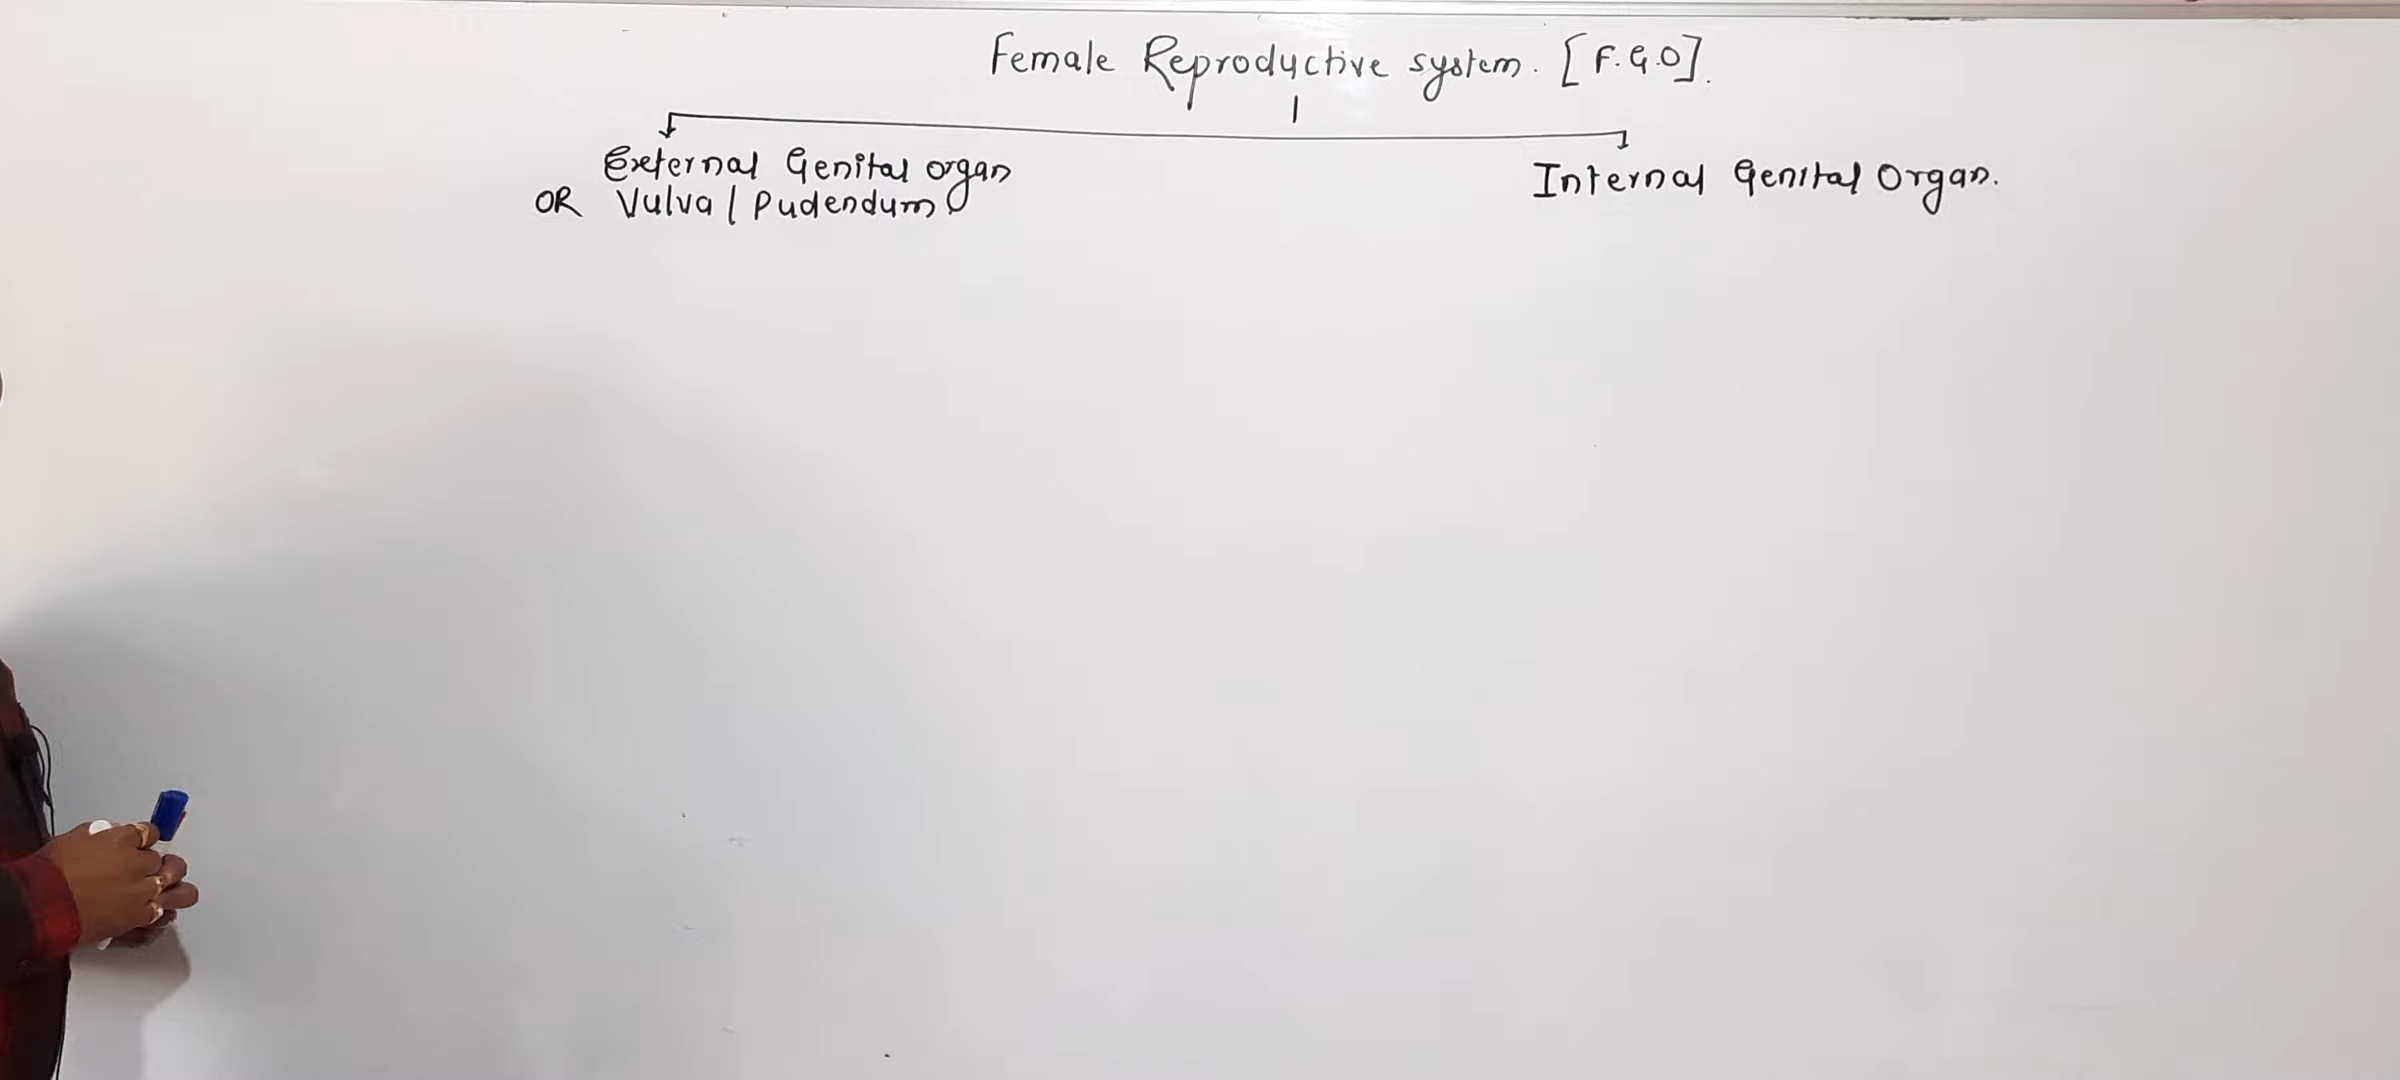 Female Reproductive system. [F.G.O].
External Genital organ
OR Vulva / Pudendum
Internal Genital Organ.